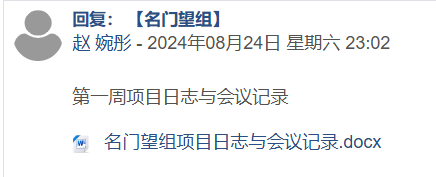 回复： 【名门望组】
赵 婉彤 - 2024年08月24日 星期六 23:02
第一周项目日志与会议记录
名门望组项目日志与会议记录.docx